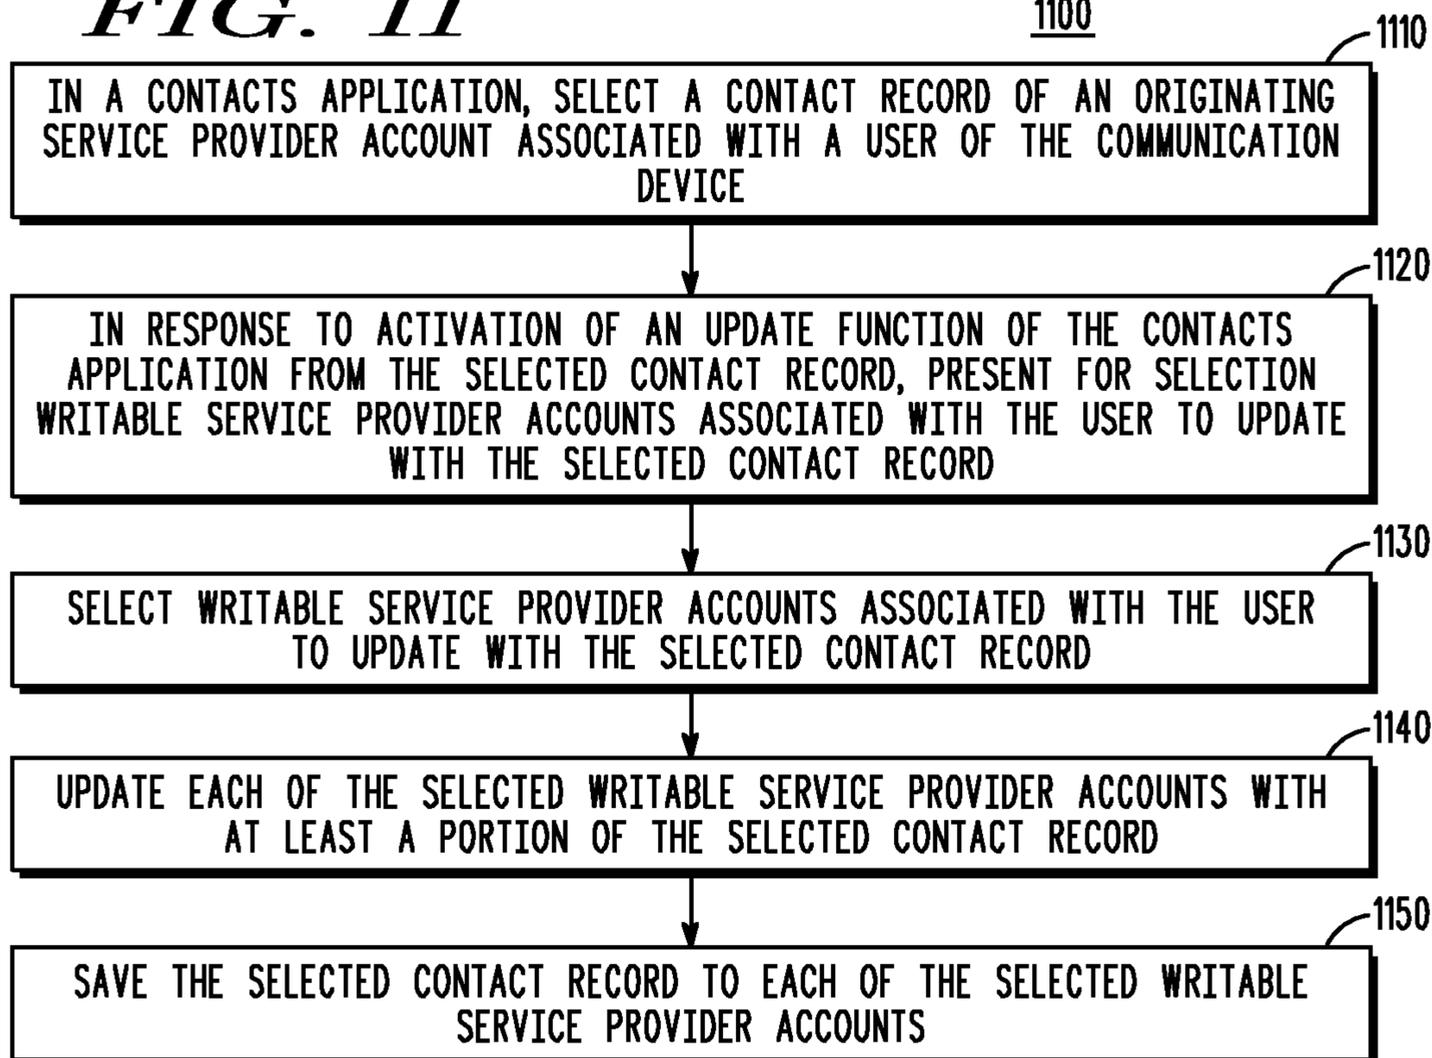 FIG. 11
1100
1110
IN A CONTACTS APPLICATION, SELECT A CONTACT RECORD OF AN ORIGINATING
SERVICE PROVIDER ACCOUNT ASSOCIATED WITH A USER OF THE COMMUNICATION
DEVICE
1120
IN RESPONSE TO ACTIVATION OF AN UPDATE FUNCTION OF THE CONTACTS
APPLICATION FROM THE SELECTED CONTACT RECORD, PRESENT FOR SELECTION
WRITABLE SERVICE PROVIDER ACCOUNTS ASSOCIATED WITH THE USER TO UPDATE
WITH THE SELECTED CONTACT RECORD
1130
SELECT WRITABLE SERVICE PROVIDER ACCOUNTS ASSOCIATED WITH THE USER
TO UPDATE WITH THE SELECTED CONTACT RECORD
1140
UPDATE EACH OF THE SELECTED WRITABLE SERVICE PROVIDER ACCOUNTS WITH
AT LEAST A PORTION OF THE SELECTED CONTACT RECORD
1150
SAVE THE SELECTED CONTACT RECORD TO EACH OF THE SELECTED WRITABLE
SERVICE PROVIDER ACCOUNTS